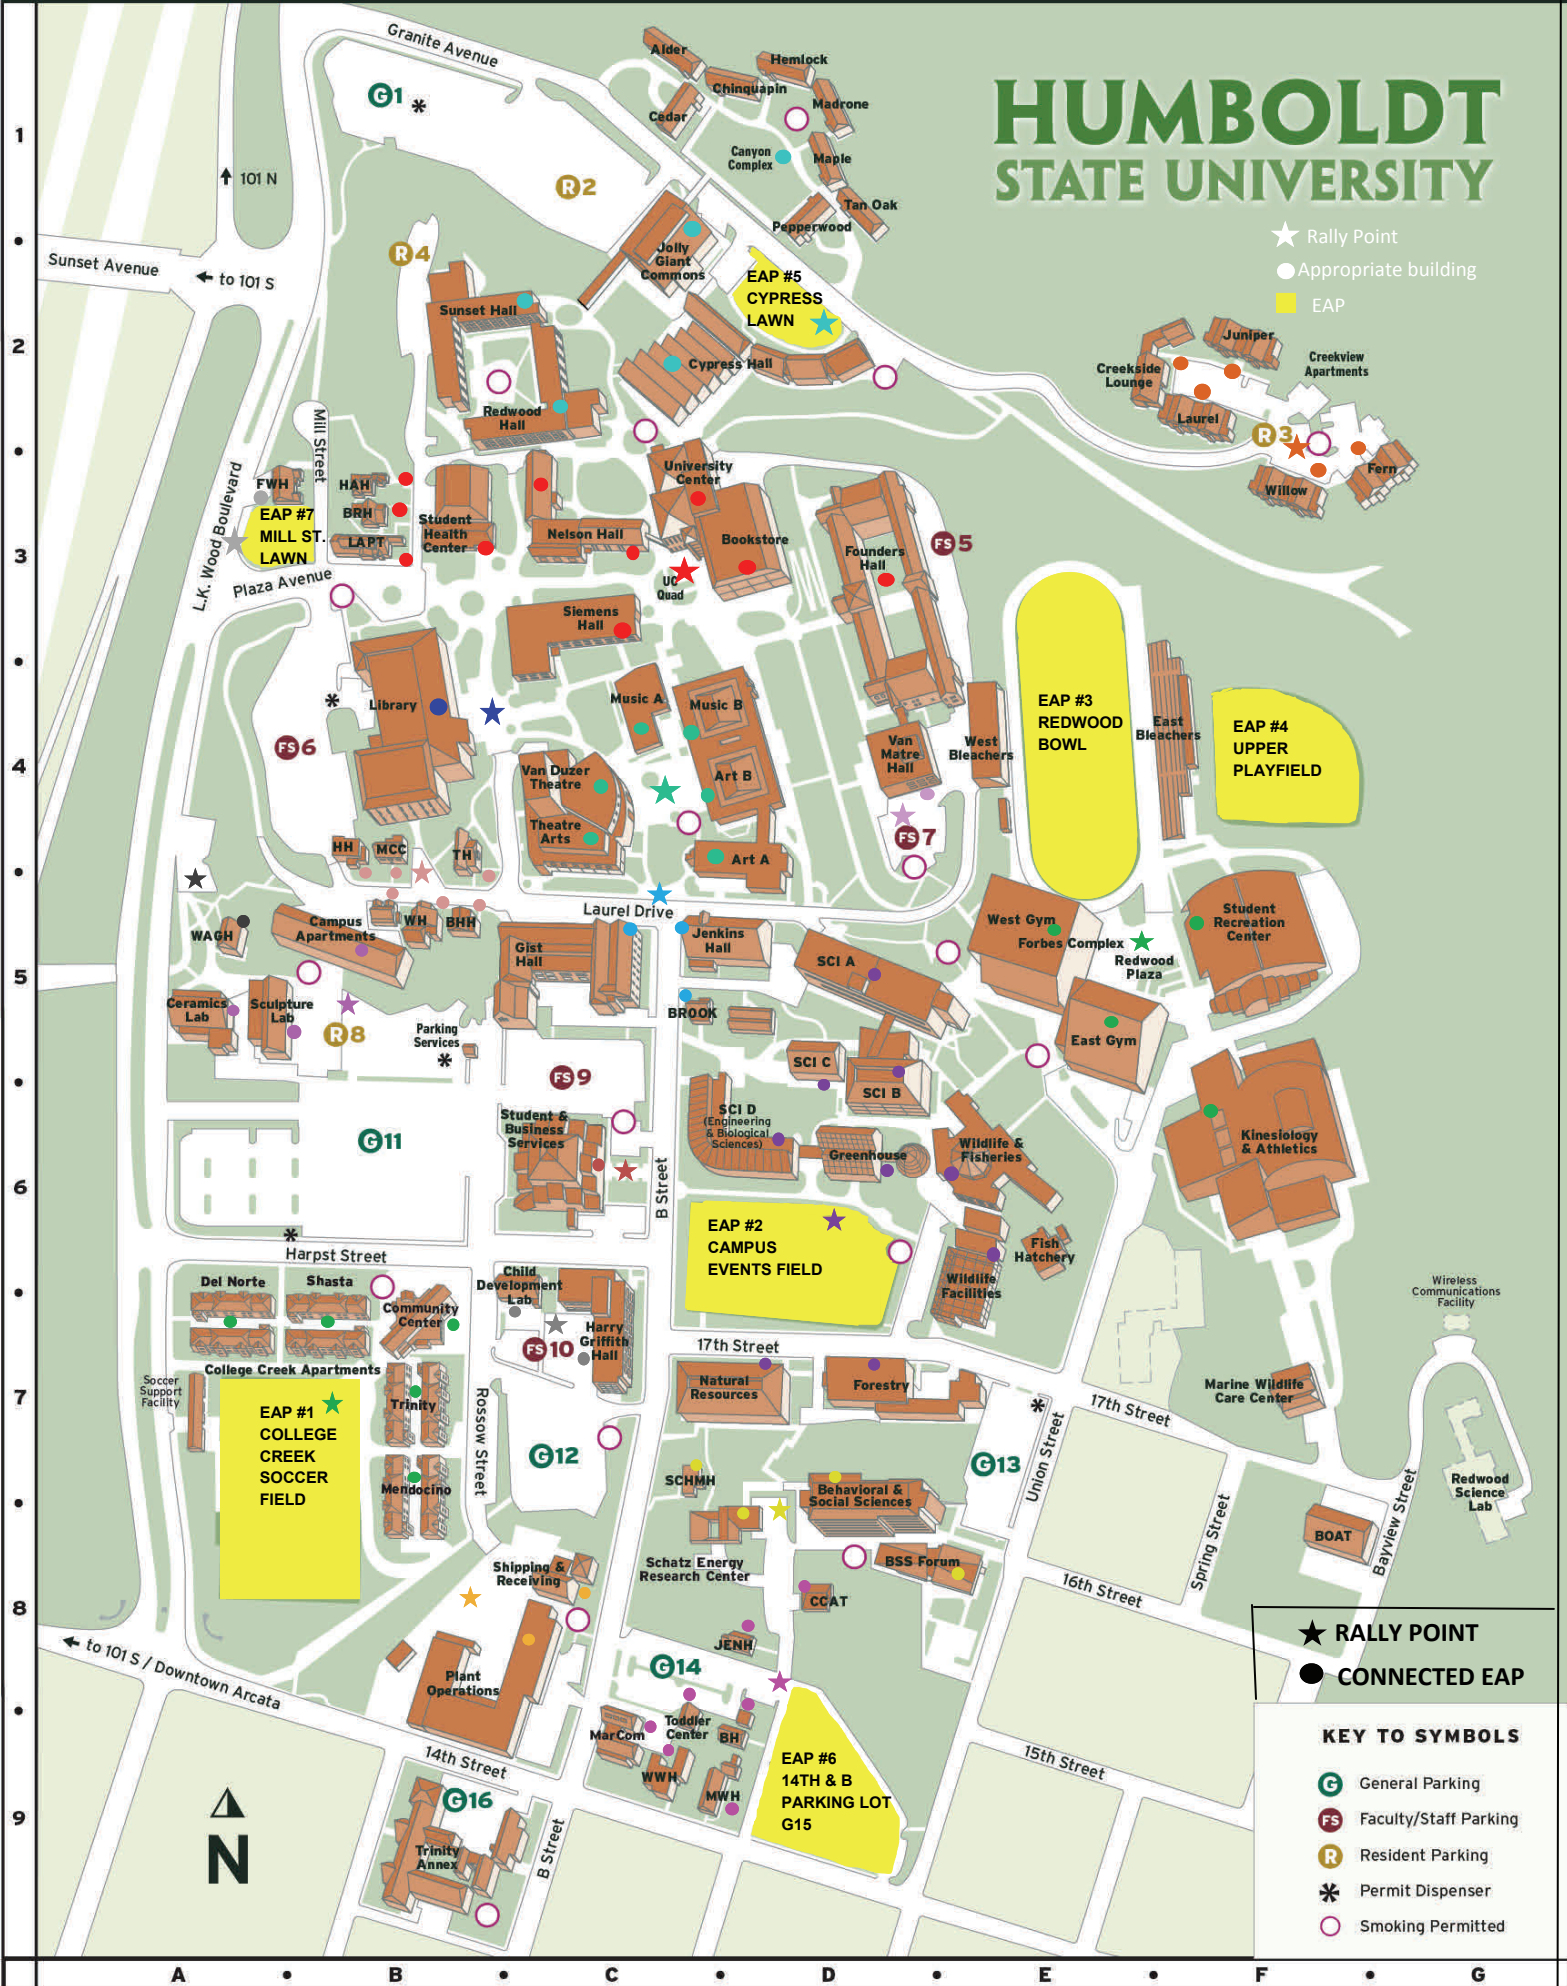 HUMBOLDT
STATE UNIVERSITY
Rally Point
Appropriate building
EAP
Granite Avenue
G1
R2
R4
101 N
Sunset Avenue
to 101 S
Alder
Hemlock
Chinquapin
Madrone
Cedar
Canyon
Complex
Maple
Tan Oak
Pepperwood
Jolly
Giant
Commons
EAP #5
CYPRESS
LAWN
Sunset Hall
Cypress Hall
Redwood
Hall
Juniper
Creekview
Apartments
Creekside
Lounge
Laurel
R3
Fern
Willow
Mill Street
L.K. Wood Boulevard
FWH
HAH
BRH
LAPT
EAP #7
MILL ST.
LAWN
Plaza Avenue
Student
Health
Center
Nelson Hall
University
Center
Bookstore
UC
Quad
Founders
Hall
FS5
Siemens
Hall
Library
FS6
Music A
Music B
Van Duzer
Theatre
Art B
Theatre
Arts
Art A
Van
Matre
Hall
West
Bleachers
FS7
EAP #3
REDWOOD
BOWL
East
Bleachers
EAP #4
UPPER
PLAYFIELD
HH
MCC
TH
Laurel Drive
WAGH
Campus
Apartments
WH
BHH
Gist
Hall
Jenkins
Hall
SCI A
West Gym
Forbes Complex
Redwood
Plaza
Student
Recreation
Center
Ceramics
Lab
Sculpture
Lab
R8
Parking
Services
BROOK
East Gym
SCI C
SCI B
FS9
Student &
Business
Services
SCI D
(Engineering
& Biological
Sciences)
Greenhouse
Wildlife &
Fisheries
Kinesiology
& Athletics
G11
B Street
EAP #2
CAMPUS
EVENTS FIELD
Fish
Hatchery
Wildlife
Facilities
Harpst Street
Del Norte
Shasta
Community
Center
Child
Development
Lab
Harry
Griffith
Hall
FS10
College Creek Apartments
17th Street
Natural
Resources
Forestry
Wireless
Communications
Facility
Marine Wildlife
Care Center
Soccer
Support
Facility
EAP #1
COLLEGE
CREEK
SOCCER
FIELD
Trinity
Mendocino
Rossow Street
G12
SCHMH
Behavioral &
Social Sciences
G13
Union Street
17th Street
Spring Street
Bayview Street
Redwood
Science
Lab
BOAT
Schatz Energy
Research Center
BSS Forum
16th Street
Shipping &
Receiving
CCAT
JENH
G14
Plant
Operations
to 101 S / Downtown Arcata
MarCom
Toddler
Center
BH
WWH
MWH
EAP #6
14TH & B
PARKING LOT
G15
15th Street
14th Street
G16
Trinity
Annex
B Street
N
RALLY POINT
CONNECTED EAP
KEY TO SYMBOLS
G General Parking
FS Faculty/Staff Parking
R Resident Parking
Permit Dispenser
Smoking Permitted
1
2
3
4
5
6
7
8
9
A B C D E F G